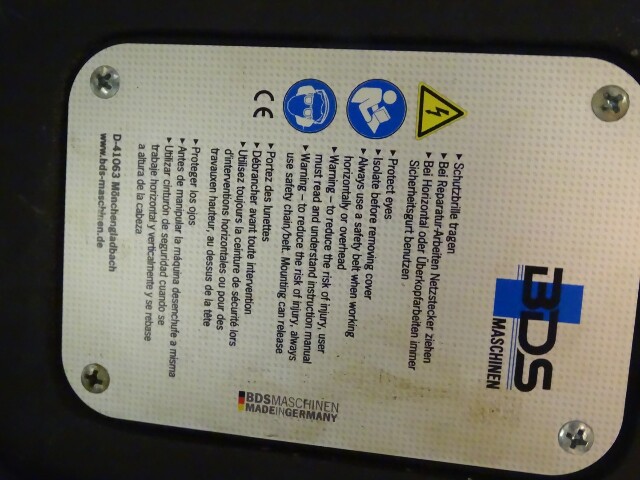 BDS
MASCHINEN
▸ Schutzbrille tragen
▸ Bei Reparatur-Arbeiten Netzstecker ziehen
▸ Bei Horizontal oder Überkopfarbeiten immer
Sicherheitsgurt benutzen
▸ Protect eyes
▸ Isolate before removing cover
▸ Always use a safety belt when working
horizontally or overhead
▸ Warning – to reduce the risk of injury, user
must read and understand instruction manual
▸ Warning – to reduce the risk of injury, always
use safety chain/belt. Mounting can release
▸ Portez des lunettes
▸ Débrancher avant toute intervention
▸ Utilisez toujours la ceinture de sécurité lors
d'interventions horizontales ou pour des
travaux en hauteur, au dessus de la tête
▸ Proteger los ojos
▸ Antes de manipular la máquina desenchufe a misma
▸ Utilizar cinturón de seguridad cuando se
trabaje horizontal y verticalmente y se rebase
a altura de la cabeza
CE
BDSMASCHINEN
MADEINGERMANY
D-41063 Mönchengladbach
www.bds-maschinen.de